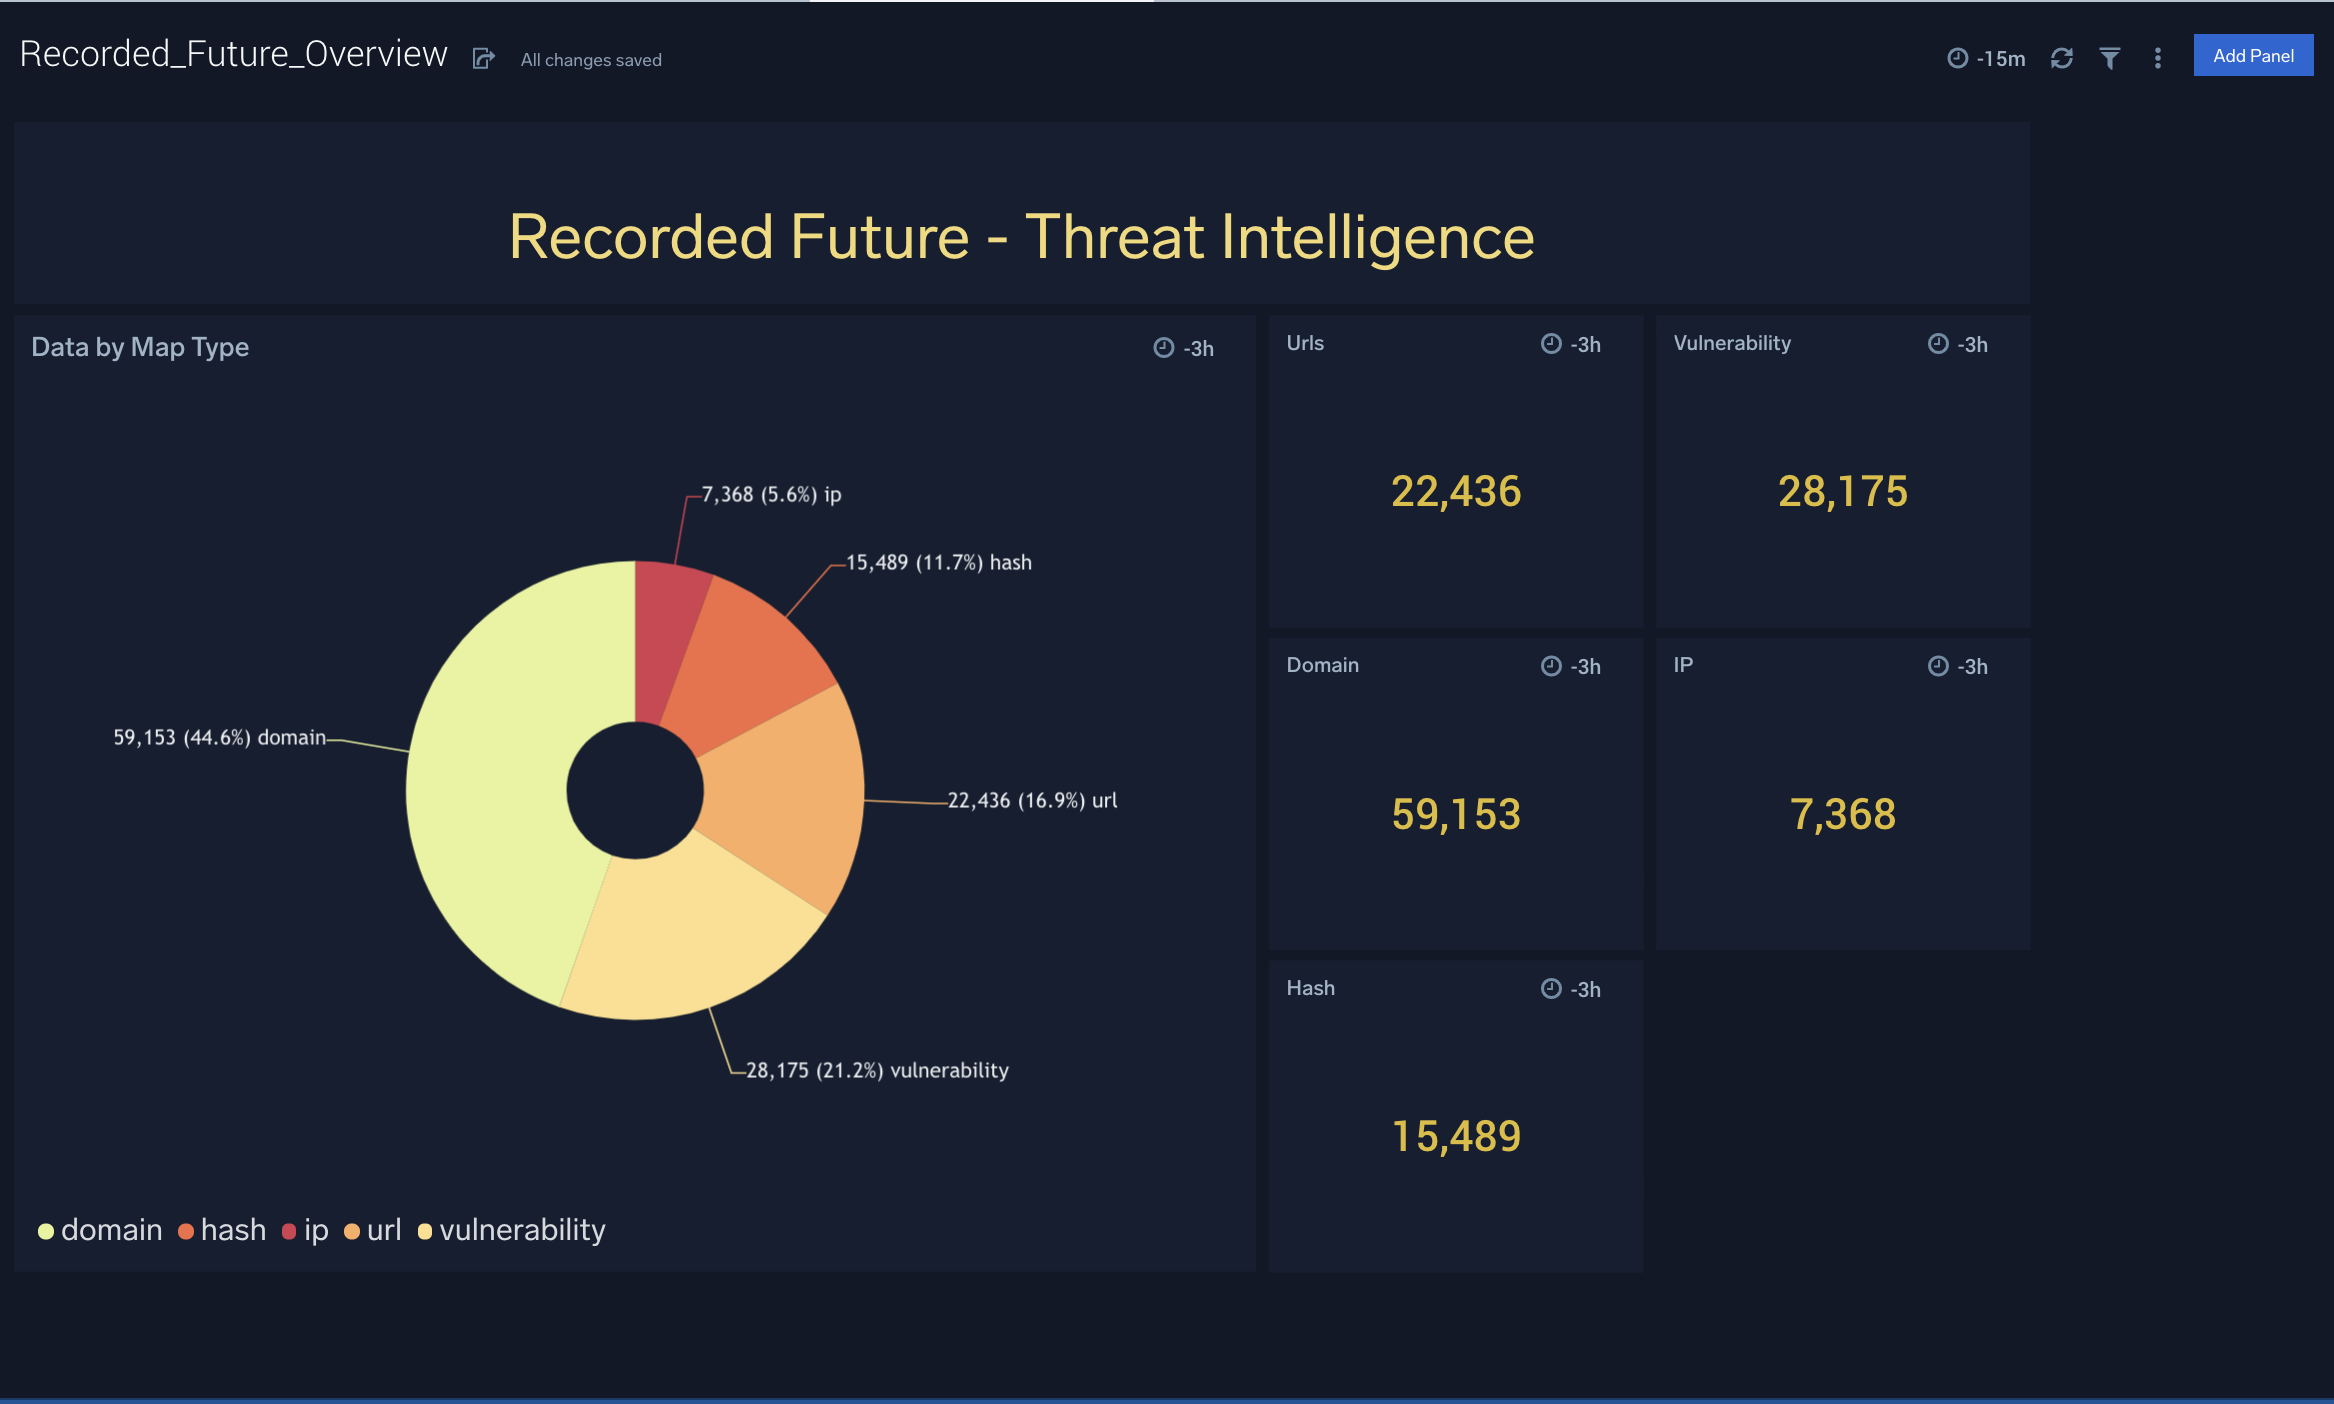 Recorded_Future_Overview
All changes saved
-15m
Add Panel
Recorded Future - Threat Intelligence
Data by Map Type
-3h
7,368 (5.6%) ip
15,489 (11.7%) hash
59,153 (44.6%) domain
22,436 (16.9%) url
28,175 (21.2%) vulnerability
domain hash ip url vulnerability
Urls
-3h
22,436
Vulnerability
-3h
28,175
Domain
-3h
59,153
IP
-3h
7,368
Hash
-3h
15,489